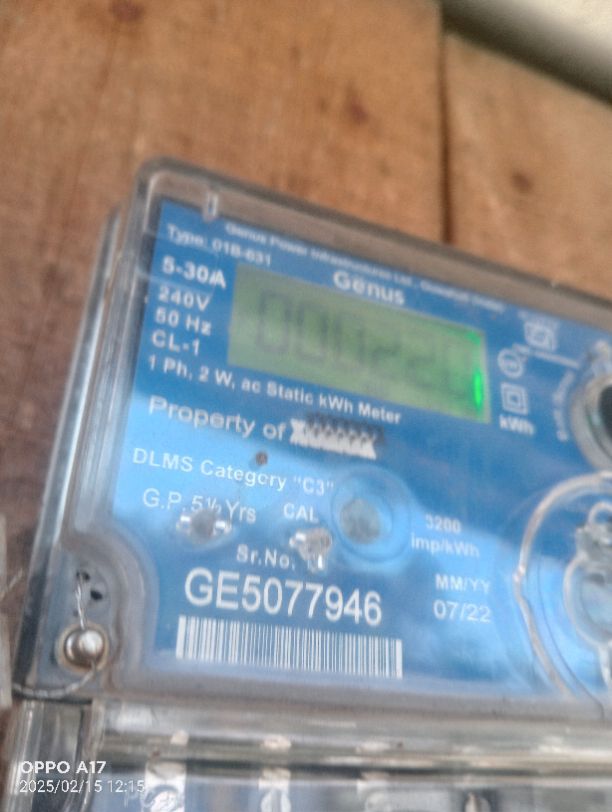 Genus Power Infrastructures Ltd.,
Type: 01B-631
Genus
5-30A
240V
50 Hz
CL-1
1 Ph, 2 W, ac Static kWh Meter
kWh
Property of
DLMS Category "C3"
G.P. 5½ Yrs
CAL
3200
imp/kWh
Sr.No.
MM/YY
GE5077946
07/22
OPPO A17
2025/02/15 12:15